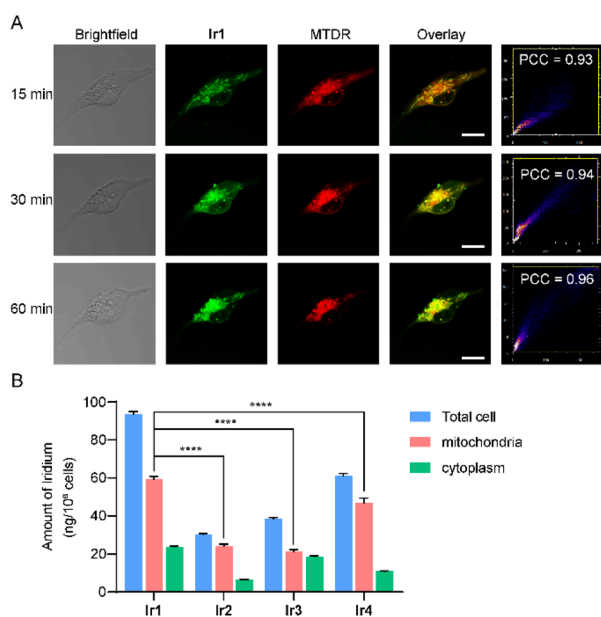 A
Brightfield Ir1 MTDR Overlay
15 min PCC = 0.93
30 min PCC = 0.94
60 min PCC = 0.96
B
Amount of Iridium
(ng/10⁶ cells)
100
80
60
40
20
0
****
****
****
Total cell
mitochondria
cytoplasm
Ir1 Ir2 Ir3 Ir4